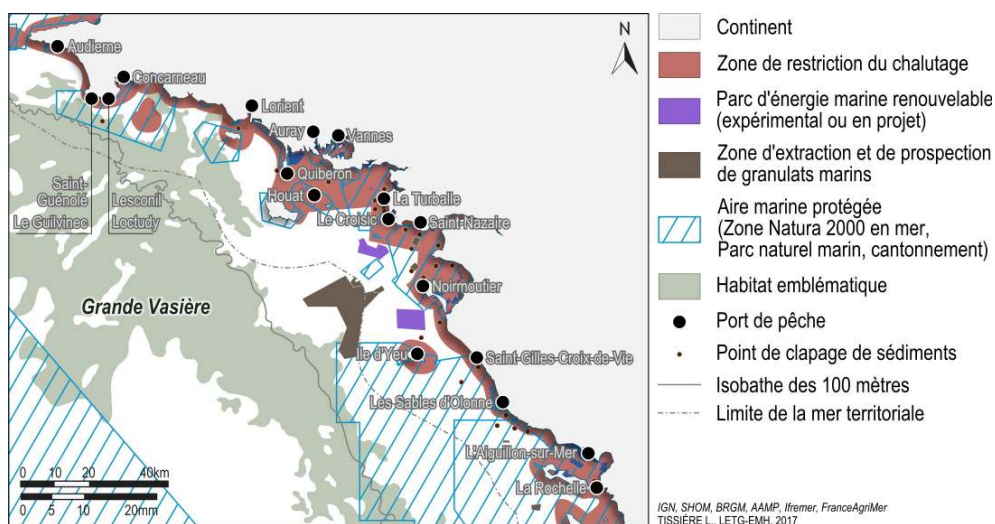 N
Audierne
Concarneau
Lorient
Auray
Vannes
Quiberon
Houat
La Turballe
Le Croisic
Saint-Nazaire
Saint-
Guénolé
Le Guilvinec
Lesconil
Loctudy
Noirmoutier
Grande Vasière
Ile d'Yeu
Saint-Gilles-Croix-de-Vie
Les Sables d'Olonne
L'Aiguillon-sur-Mer
La Rochelle
0 10 20 40km
0 5 10 20mm
Continent
Zone de restriction du chalutage
Parc d'énergie marine renouvelable
(expérimental ou en projet)
Zone d'extraction et de prospection
de granulats marins
Aire marine protégée
(Zone Natura 2000 en mer,
Parc naturel marin, cantonnement)
Habitat emblématique
Port de pêche
Point de clapage de sédiments
Isobathe des 100 mètres
Limite de la mer territoriale
IGN, SHOM, BRGM, AAMP, Ifremer, FranceAgriMer
TISSIÈRE L., LETG-EMH, 2017